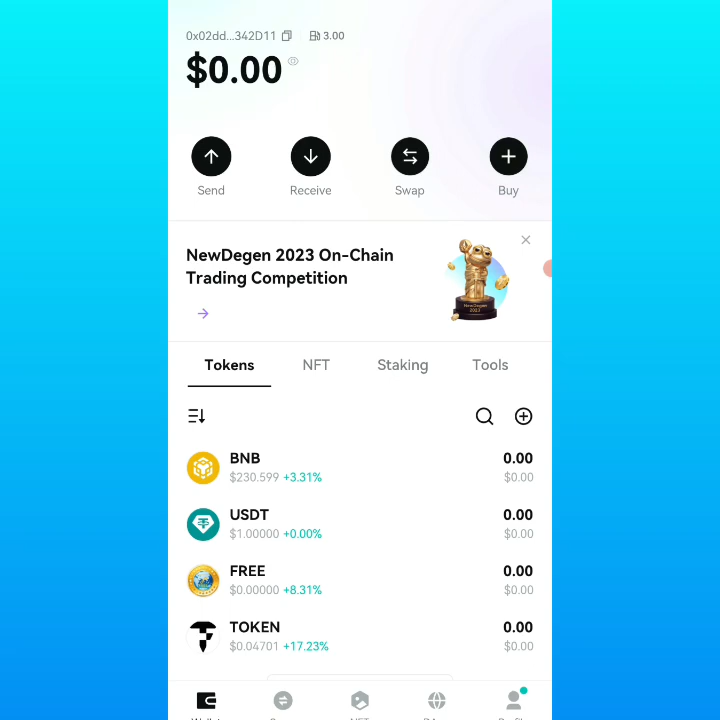 0x02dd...342D11 3.00
$0.00
Send Receive Swap Buy
NewDegen 2023 On-Chain
Trading Competition
NewDegen
2023
Tokens NFT Staking Tools
BNB 0.00
$230.599 +3.31% $0.00
USDT 0.00
$1.00000 +0.00% $0.00
FREE 0.00
$0.00000 +8.31% $0.00
TOKEN 0.00
$0.04701 +17.23% $0.00